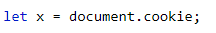 let x = document.cookie;